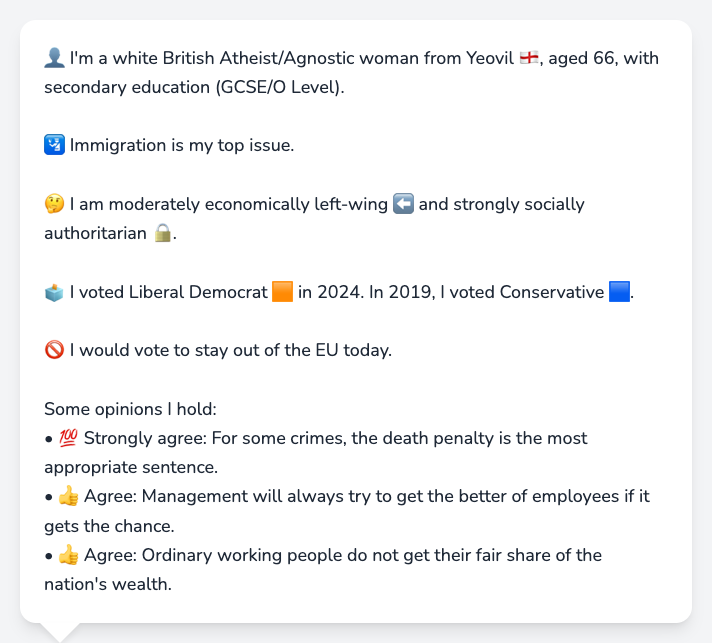 👤 I'm a white British Atheist/Agnostic woman from Yeovil 🏴󠁧󠁢󠁥󠁮󠁧󠁿, aged 66, with
secondary education (GCSE/O Level).
🛂 Immigration is my top issue.
🤔 I am moderately economically left-wing ⬅️ and strongly socially
authoritarian 🔒.
🗳️ I voted Liberal Democrat 🟧 in 2024. In 2019, I voted Conservative 🟦.
🚫 I would vote to stay out of the EU today.
Some opinions I hold:
• 💯 Strongly agree: For some crimes, the death penalty is the most
appropriate sentence.
• 👍 Agree: Management will always try to get the better of employees if it
gets the chance.
• 👍 Agree: Ordinary working people do not get their fair share of the
nation's wealth.